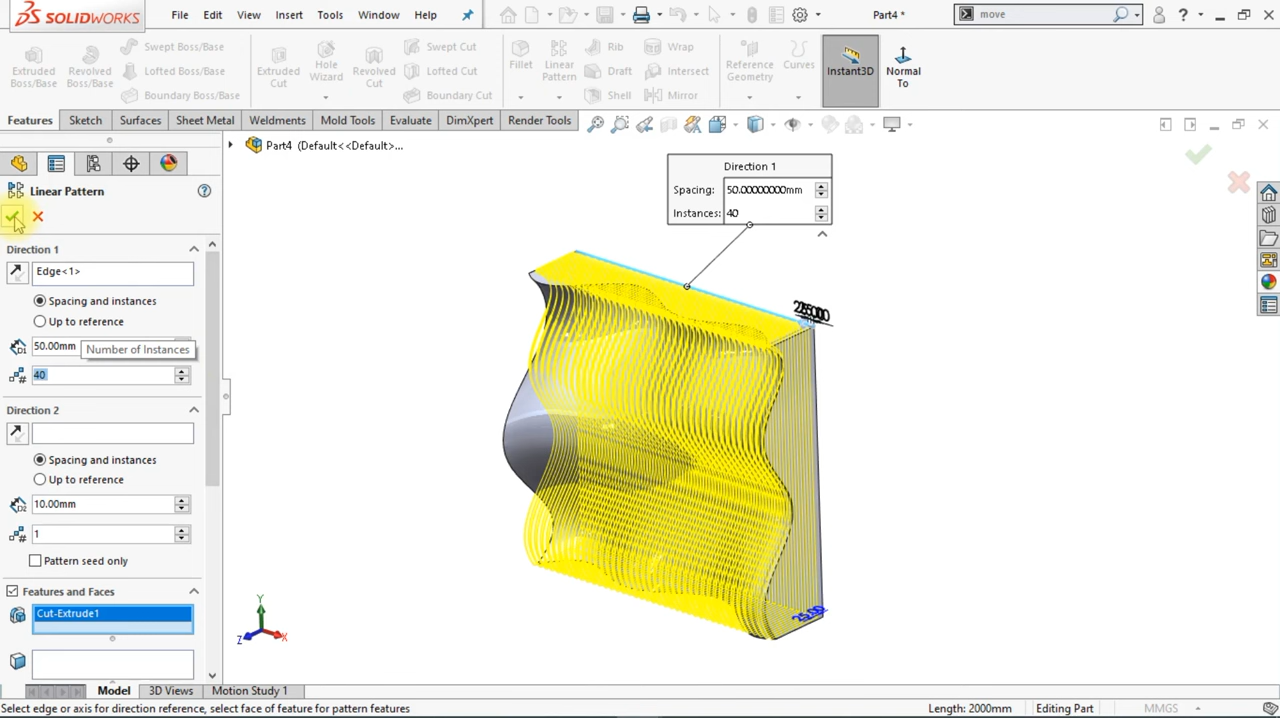 SOLIDWORKS File Edit View Insert Tools Window Help Part4 * move ?
Extruded Boss/Base
Revolved Boss/Base
Swept Boss/Base
Lofted Boss/Base
Boundary Boss/Base
Extruded Cut
Hole Wizard
Revolved Cut
Swept Cut
Lofted Cut
Boundary Cut
Fillet
Linear Pattern
Rib
Draft
Shell
Wrap
Intersect
Mirror
Reference Geometry
Curves
Instant3D
Normal To
Features Sketch Surfaces Sheet Metal Weldments Mold Tools Evaluate DimXpert Render Tools
Part4 (Default<<Default>...
Linear Pattern ?
Direction 1
Edge<1>
Spacing and instances
Up to reference
50.00mm
Number of Instances
40
Direction 2
Spacing and instances
Up to reference
10.00mm
1
Pattern seed only
Features and Faces
Cut-Extrude1
Direction 1
Spacing: 50.00000000mm
Instances: 40
25.00
Y
Z
X
Model 3D Views Motion Study 1
Select edge or axis for direction reference, select face of feature for pattern features Length: 2000mm Editing Part MMGS